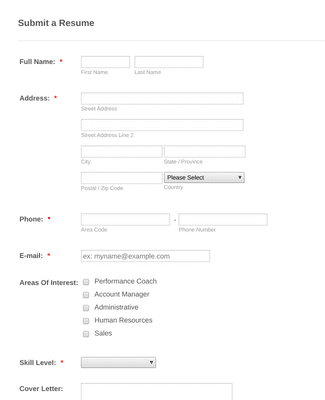 Submit a Resume
Full Name: *
First Name Last Name
Address: *
Street Address
Street Address Line 2
City State / Province
Please Select
Postal / Zip Code Country
Phone: *
-
Area Code Phone Number
E-mail: * ex: myname@example.com
Areas Of Interest: Performance Coach
Account Manager
Administrative
Human Resources
Sales
Skill Level: *
Cover Letter: